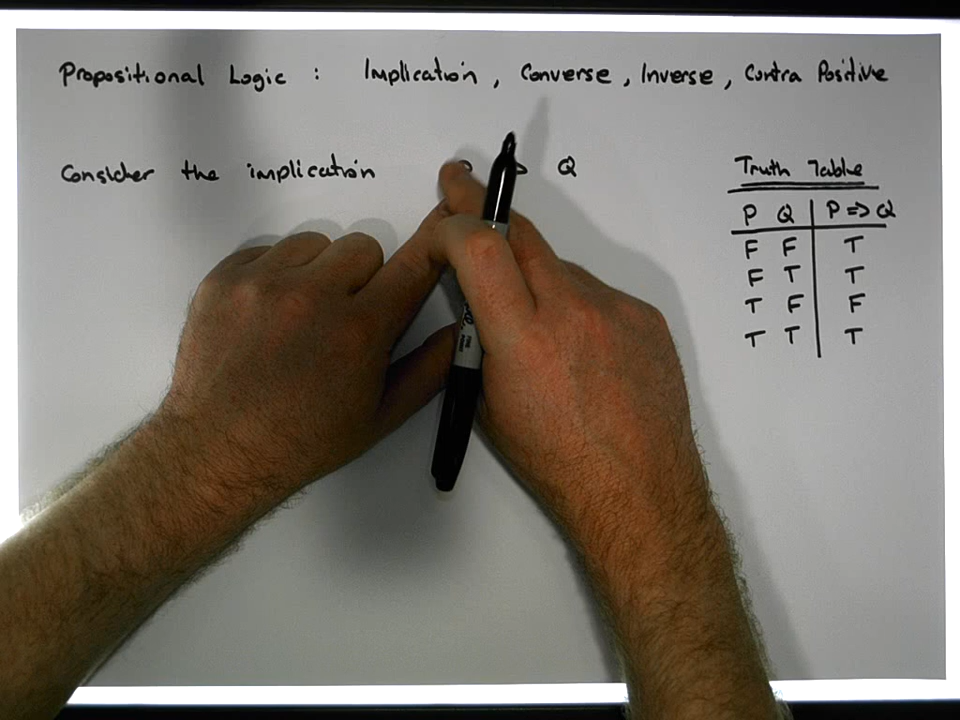 Propositional Logic : Implication , Converse , Inverse , Contra Positive
Consider the implication Q
Truth Table
P Q P => Q
F F T
F T T
T F F
T T T